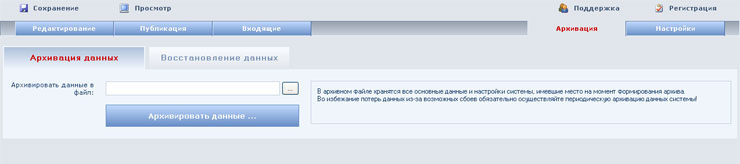 Сохранение Просмотр Поддержка Регистрация
Редактирование Публикация Входящие Архивация Настройки
Архивация данных Восстановление данных
Архивировать данные в файл:
...
Архивировать данные ...
В архивном файле хранятся все основные данные и настройки системы, имевшие место на момент формирования архива.
Во избежание потерь данных из-за возможных сбоев обязательно осуществляйте периодическую архивацию данных системы!